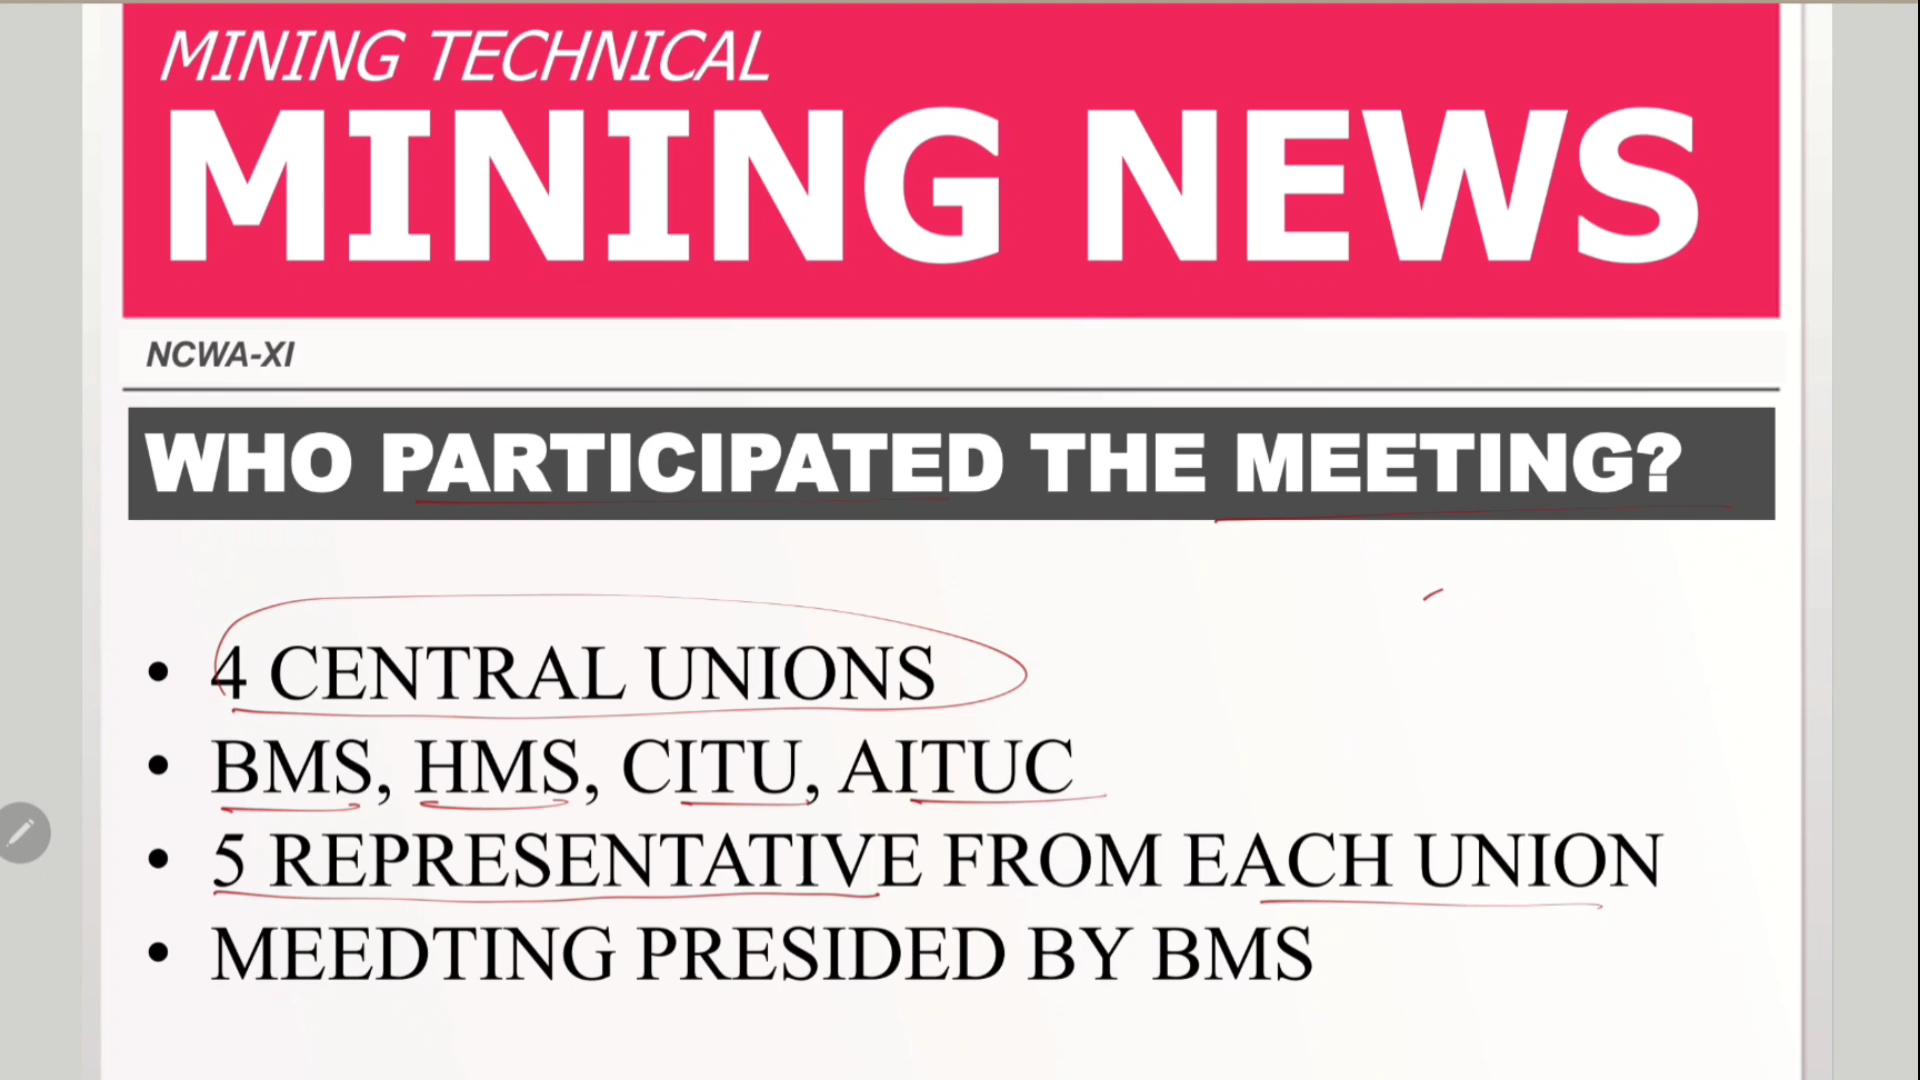 MINING TECHNICAL
MINING NEWS
NCWA-XI
WHO PARTICIPATED THE MEETING?
• 4 CENTRAL UNIONS
• BMS, HMS, CITU, AITUC
• 5 REPRESENTATIVE FROM EACH UNION
• MEEDTING PRESIDED BY BMS